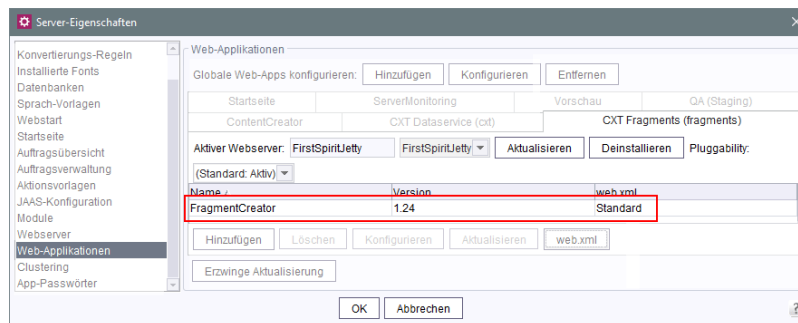 Server-Eigenschaften
Konvertierungs-Regeln
Installierte Fonts
Datenbanken
Sprach-Vorlagen
Webstart
Startseite
Auftragsübersicht
Auftragsverwaltung
Aktionsvorlagen
JAAS-Konfiguration
Module
Webserver
Web-Applikationen
Clustering
App-Passwörter
Web-Applikationen
Globale Web-Apps konfigurieren: Hinzufügen Konfigurieren Entfernen
Startseite ServerMonitoring Vorschau QA (Staging)
ContentCreator CXT Dataservice (cxt) CXT Fragments (fragments)
Aktiver Webserver: FirstSpiritJetty FirstSpiritJetty Aktualisieren Deinstallieren Pluggability:
(Standard: Aktiv)
Name Version web.xml
FragmentCreator 1.24 Standard
Hinzufügen Löschen Konfigurieren Aktualisieren web.xml
Erzwinge Aktualisierung
OK Abbrechen
?